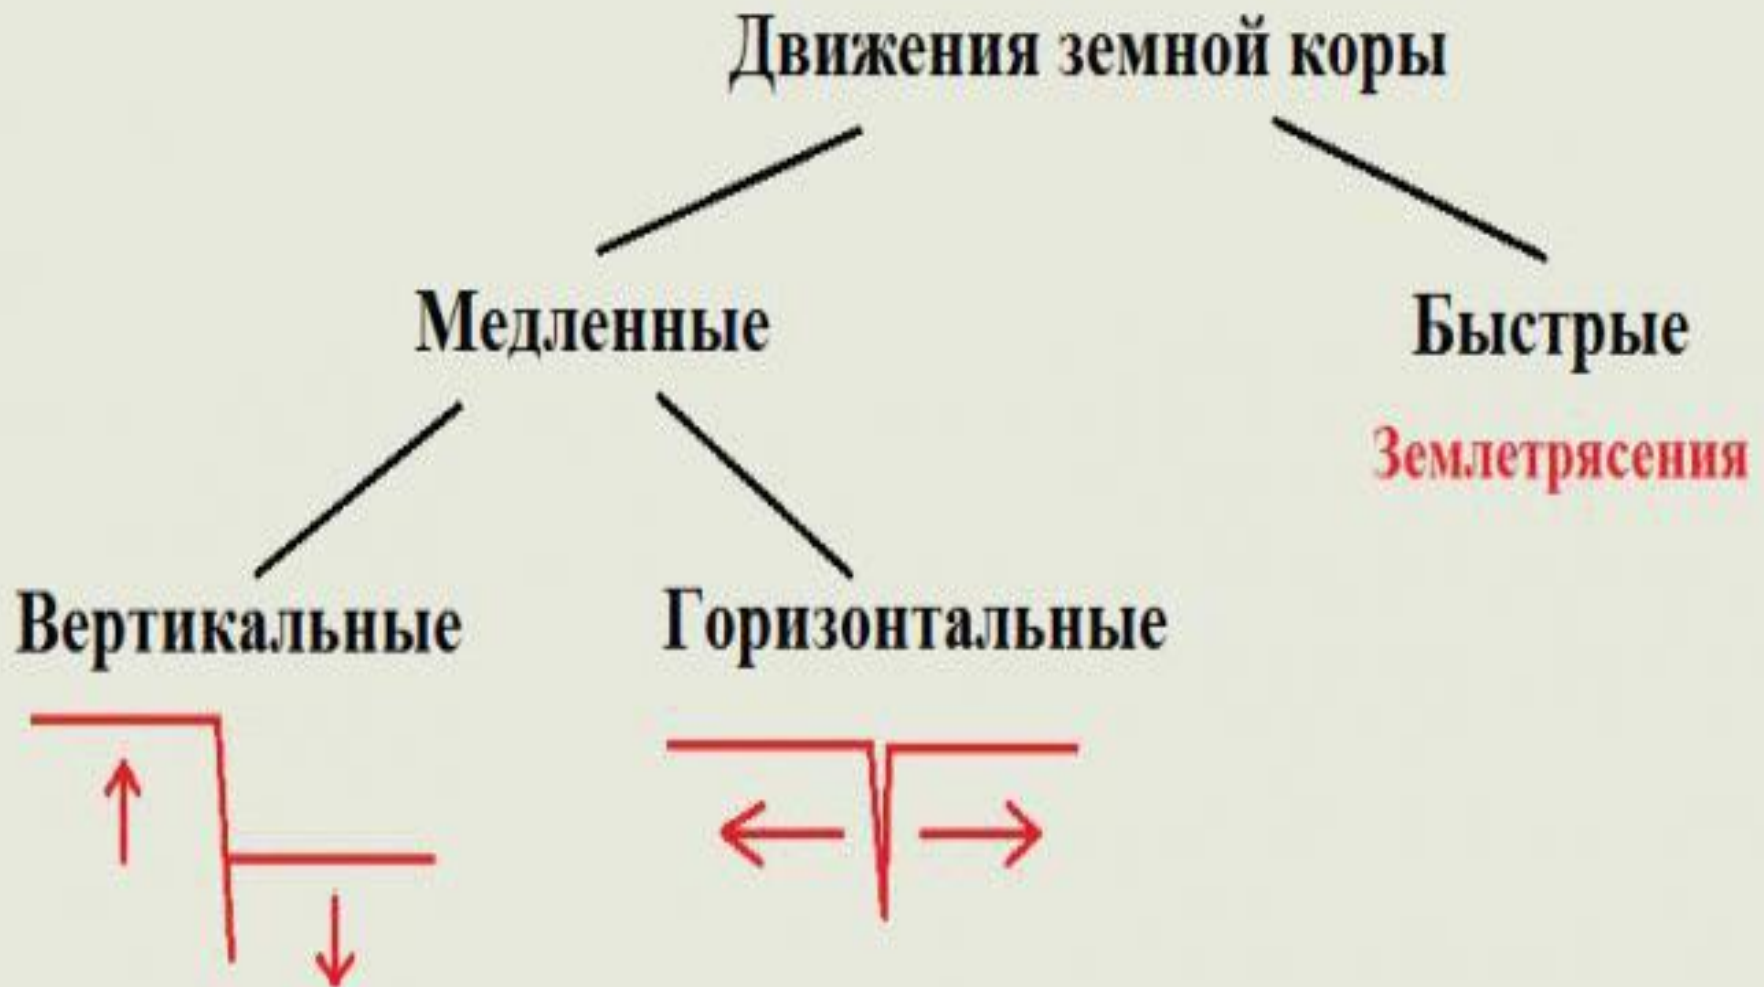 Движения земной коры
Медленные
Быстрые
Землетрясения
Вертикальные
Горизонтальные